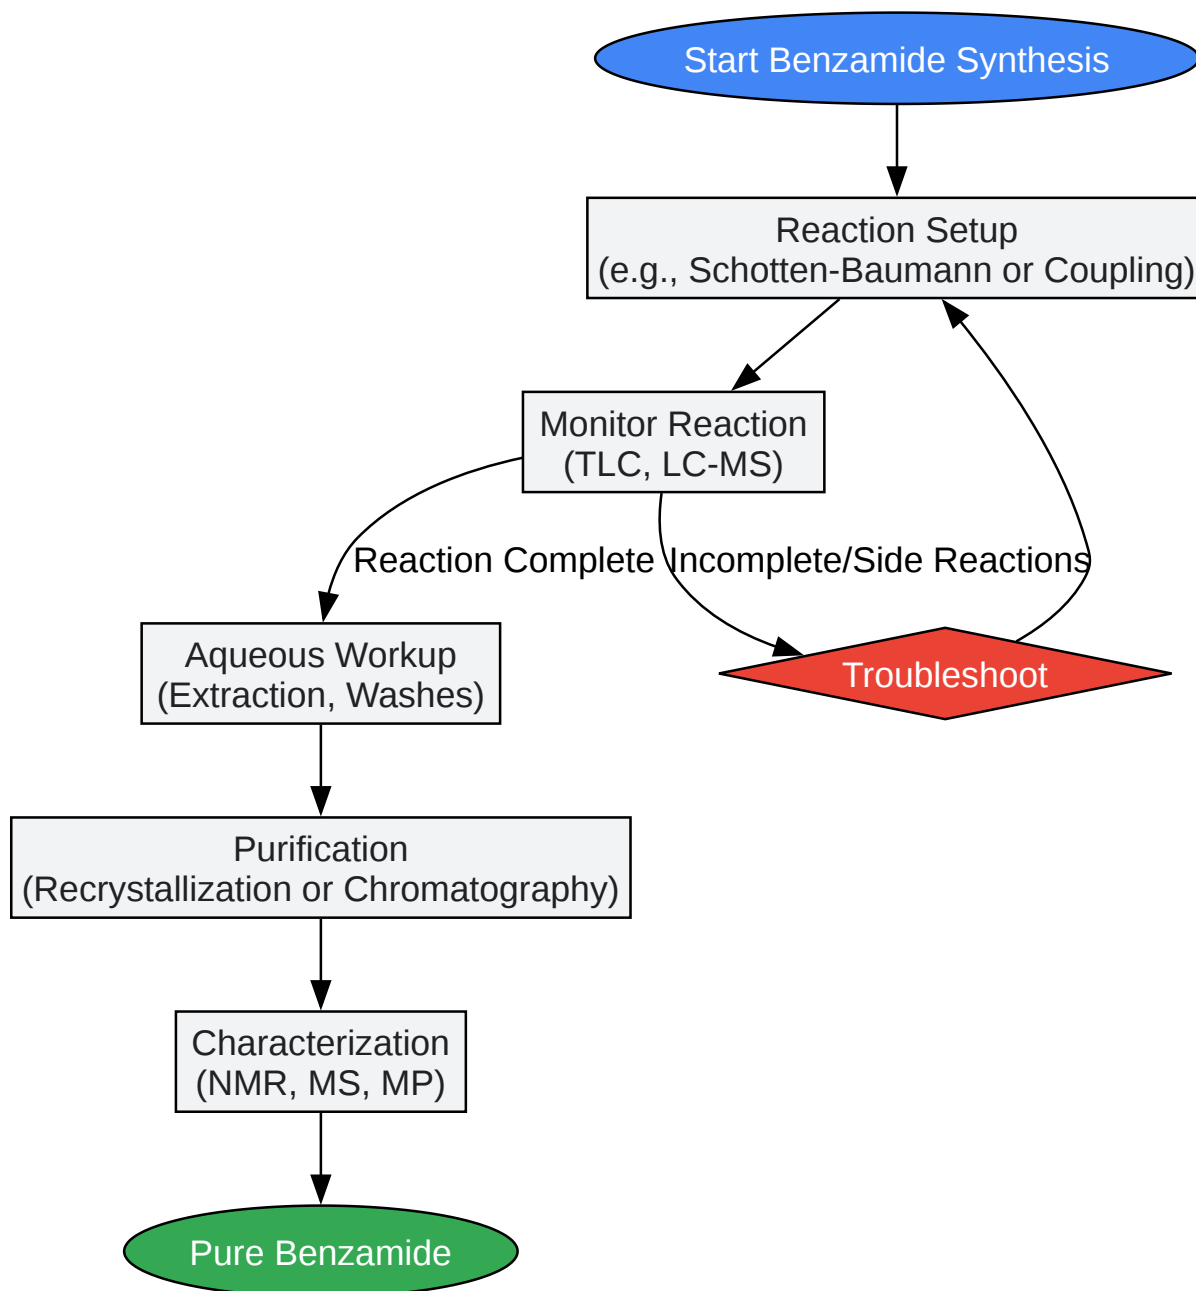 Start Benzamide Synthesis
Reaction Setup
(e.g., Schotten-Baumann or Coupling)
Monitor Reaction
(TLC, LC-MS)
Reaction Complete
Incomplete/Side Reactions
Aqueous Workup
(Extraction, Washes)
Troubleshoot
Purification
(Recrystallization or Chromatography)
Characterization
(NMR, MS, MP)
Pure Benzamide